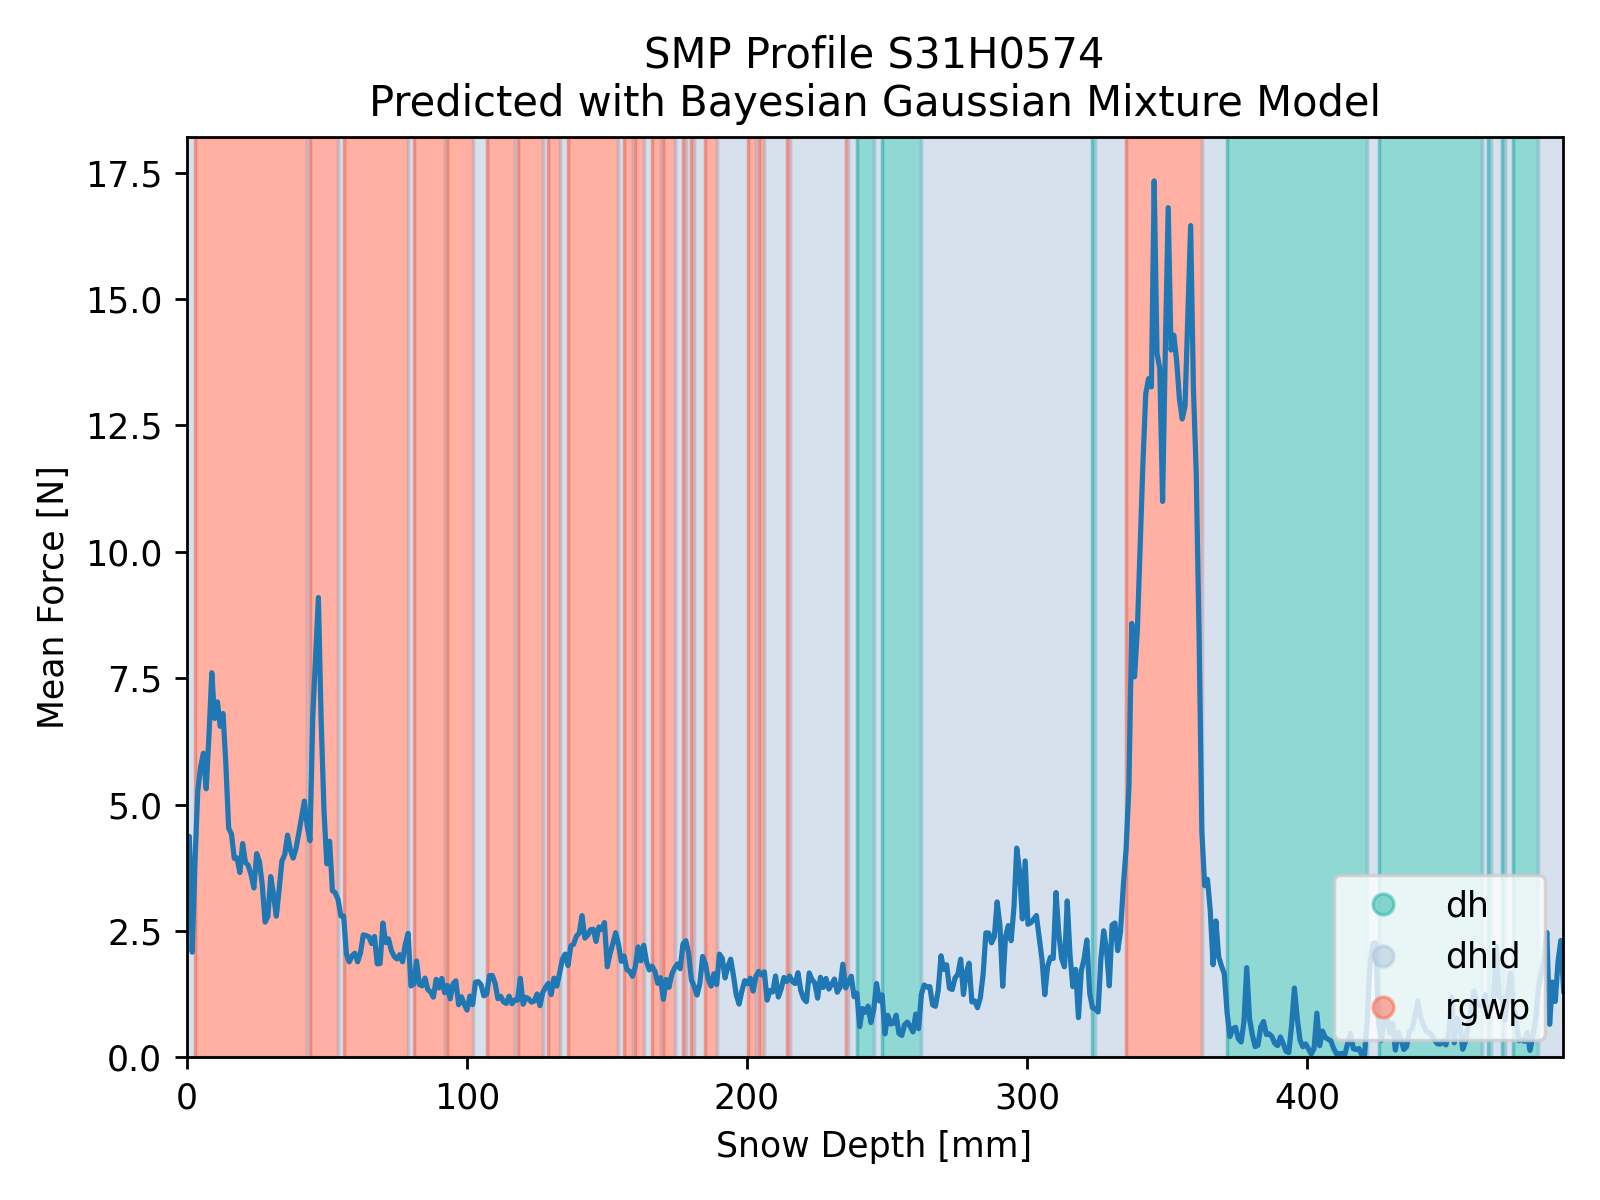 SMP Profile S31H0574
Predicted with Bayesian Gaussian Mixture Model
17.5
15.0
12.5
10.0
7.5
5.0
2.5
0.0
Mean Force [N]
dh
dhid
rgwp
0
100
200
300
400
Snow Depth [mm]